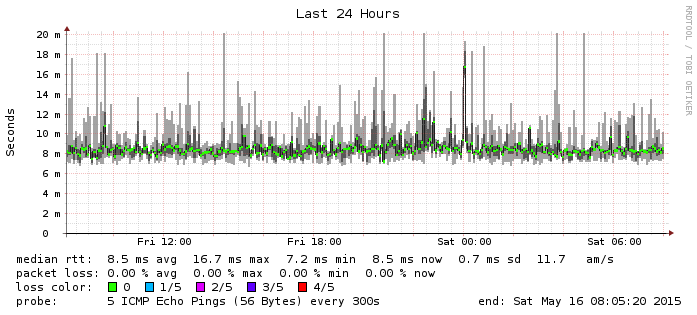 Last 24 Hours
RRDTOOL / TOBI OETIKER
Seconds
20 m
18 m
16 m
14 m
12 m
10 m
8 m
6 m
4 m
2 m
0
Fri 12:00 Fri 18:00 Sat 00:00 Sat 06:00
median rtt: 8.5 ms avg 16.7 ms max 7.2 ms min 8.5 ms now 0.7 ms sd 11.7 am/s
packet loss: 0.00 % avg 0.00 % max 0.00 % min 0.00 % now
loss color: 0 1/5 2/5 3/5 4/5
probe: 5 ICMP Echo Pings (56 Bytes) every 300s end: Sat May 16 08:05:20 2015